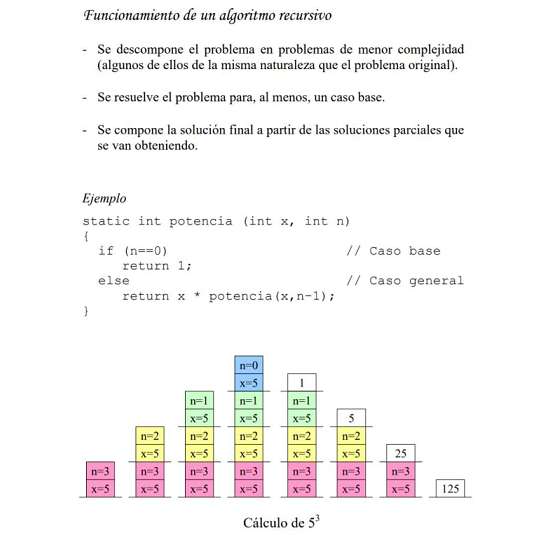 Funcionamiento de un algoritmo recursivo
- Se descompone el problema en problemas de menor complejidad
(algunos de ellos de la misma naturaleza que el problema original).
- Se resuelve el problema para, al menos, un caso base.
- Se compone la solución final a partir de las soluciones parciales que
se van obteniendo.
Ejemplo
static int potencia (int x, int n)
{
if (n==0) // Caso base
return 1;
else // Caso general
return x * potencia(x,n-1);
}
n=0
x=5 1
n=1 n=1 n=1
x=5 x=5 x=5 5
n=2 n=2 n=2 n=2 n=2
x=5 x=5 x=5 x=5 x=5 25
n=3 n=3 n=3 n=3 n=3 n=3 n=3
x=5 x=5 x=5 x=5 x=5 x=5 x=5 125
Cálculo de 5³